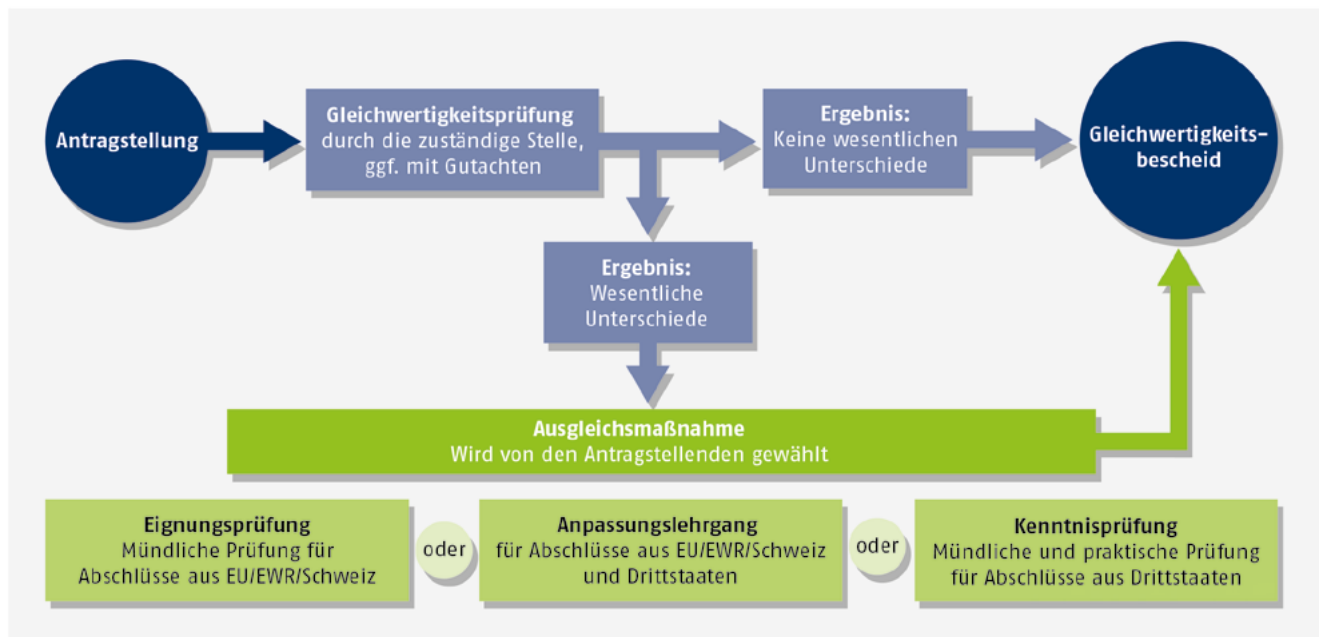 Antragstellung
Gleichwertigkeitsprüfung
durch die zuständige Stelle,
ggf. mit Gutachten
Ergebnis:
Keine wesentlichen
Unterschiede
Gleichwertigkeits-
bescheid
Ergebnis:
Wesentliche
Unterschiede
Ausgleichsmaßnahme
Wird von den Antragstellenden gewählt
Eignungsprüfung
Mündliche Prüfung für
Abschlüsse aus EU/EWR/Schweiz
oder
Anpassungslehrgang
für Abschlüsse aus EU/EWR/Schweiz
und Drittstaaten
oder
Kenntnisprüfung
Mündliche und praktische Prüfung
für Abschlüsse aus Drittstaaten